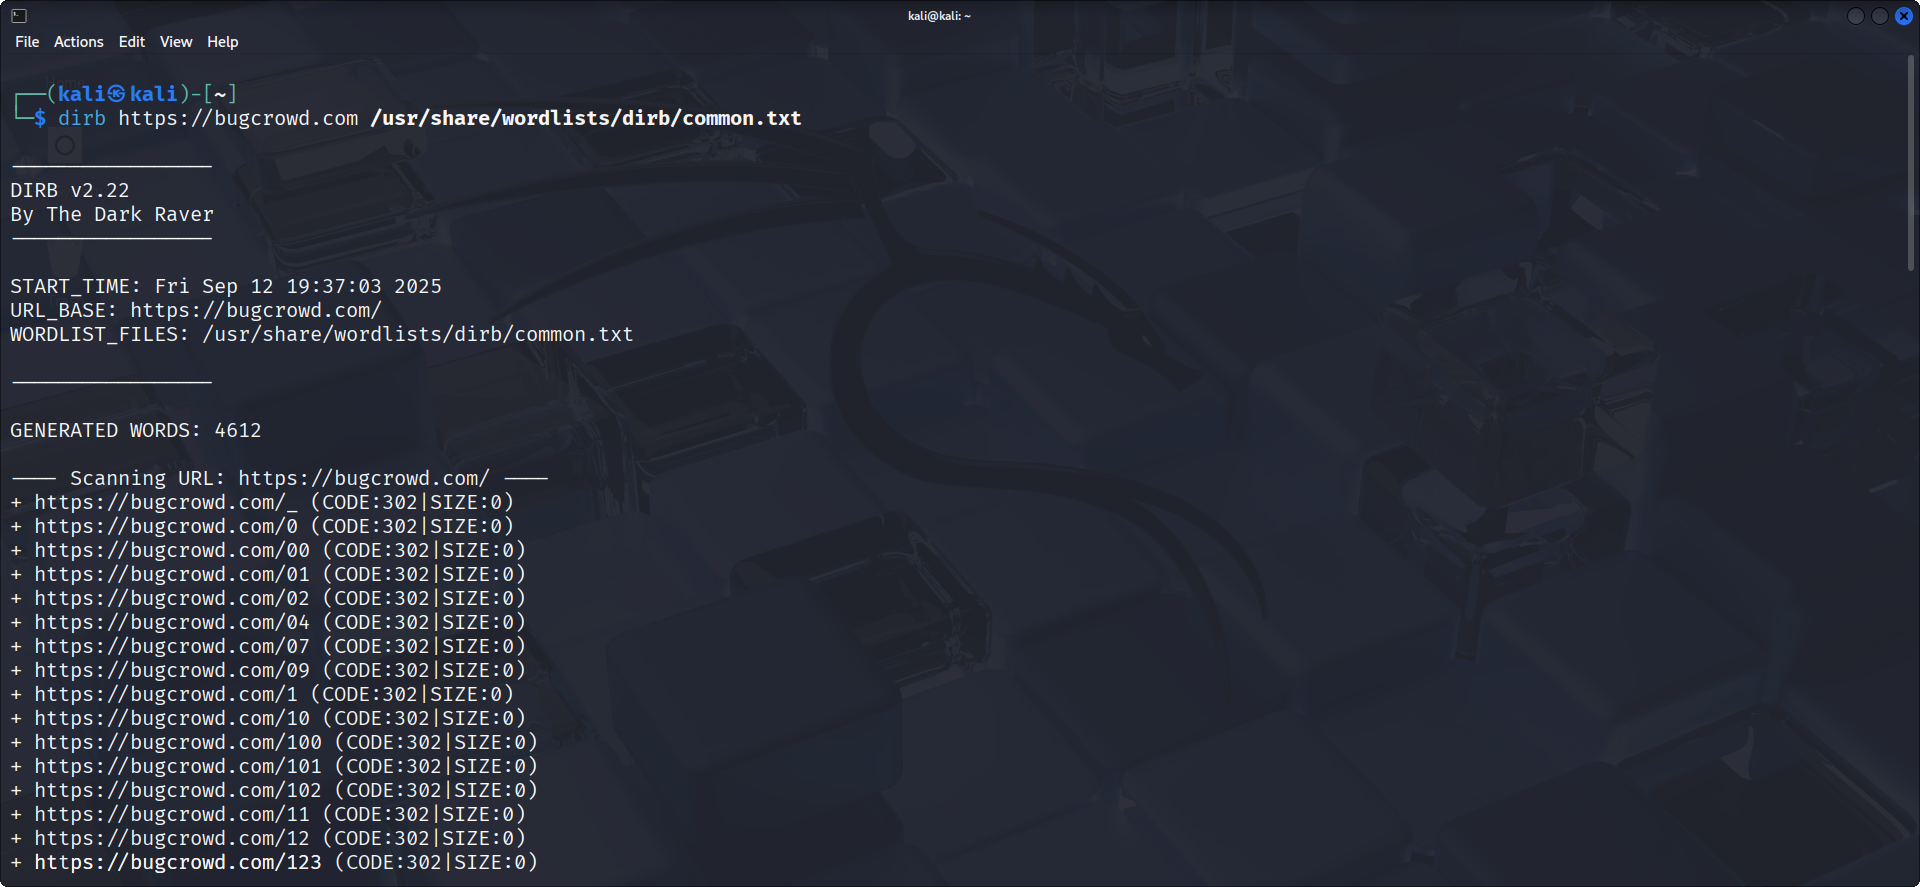 kali@kali: ~
File Actions Edit View Help
┌──(kali㉿kali)-[~]
└─$ dirb https://bugcrowd.com /usr/share/wordlists/dirb/common.txt
-----------------
DIRB v2.22
By The Dark Raver
-----------------
START_TIME: Fri Sep 12 19:37:03 2025
URL_BASE: https://bugcrowd.com/
WORDLIST_FILES: /usr/share/wordlists/dirb/common.txt
-----------------
GENERATED WORDS: 4612
---- Scanning URL: https://bugcrowd.com/ ----
+ https://bugcrowd.com/_ (CODE:302|SIZE:0)
+ https://bugcrowd.com/0 (CODE:302|SIZE:0)
+ https://bugcrowd.com/00 (CODE:302|SIZE:0)
+ https://bugcrowd.com/01 (CODE:302|SIZE:0)
+ https://bugcrowd.com/02 (CODE:302|SIZE:0)
+ https://bugcrowd.com/04 (CODE:302|SIZE:0)
+ https://bugcrowd.com/07 (CODE:302|SIZE:0)
+ https://bugcrowd.com/09 (CODE:302|SIZE:0)
+ https://bugcrowd.com/1 (CODE:302|SIZE:0)
+ https://bugcrowd.com/10 (CODE:302|SIZE:0)
+ https://bugcrowd.com/100 (CODE:302|SIZE:0)
+ https://bugcrowd.com/101 (CODE:302|SIZE:0)
+ https://bugcrowd.com/102 (CODE:302|SIZE:0)
+ https://bugcrowd.com/11 (CODE:302|SIZE:0)
+ https://bugcrowd.com/12 (CODE:302|SIZE:0)
+ https://bugcrowd.com/123 (CODE:302|SIZE:0)